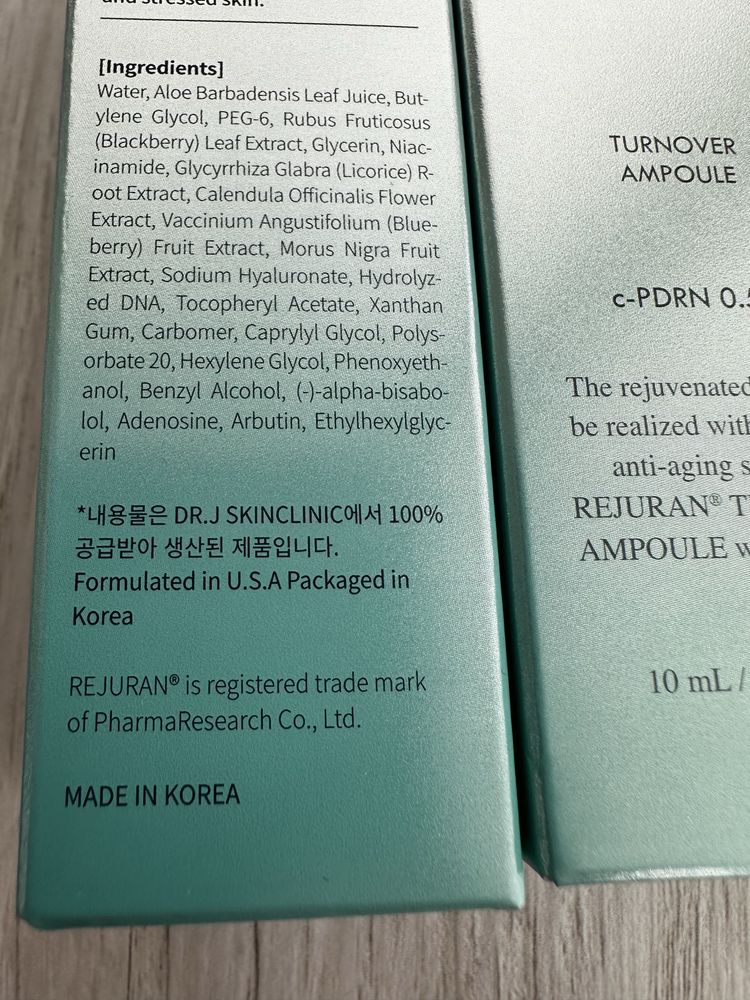 and stressed skin.
[Ingredients]
Water, Aloe Barbadensis Leaf Juice, But-
ylene Glycol, PEG-6, Rubus Fruticosus
(Blackberry) Leaf Extract, Glycerin, Niac-
inamide, Glycyrrhiza Glabra (Licorice) R-
oot Extract, Calendula Officinalis Flower
Extract, Vaccinium Angustifolium (Blue-
berry) Fruit Extract, Morus Nigra Fruit
Extract, Sodium Hyaluronate, Hydrolyz-
ed DNA, Tocopheryl Acetate, Xanthan
Gum, Carbomer, Caprylyl Glycol, Polys-
orbate 20, Hexylene Glycol, Phenoxyeth-
anol, Benzyl Alcohol, (-)-alpha-bisabo-
lol, Adenosine, Arbutin, Ethylhexylglyc-
erin
*내용물은 DR.J SKINCLINIC에서 100%
공급받아 생산된 제품입니다.
Formulated in U.S.A Packaged in
Korea
REJURAN® is registered trade mark
of PharmaResearch Co., Ltd.
MADE IN KOREA
TURNOVER
AMPOULE
c-PDRN 0.5
The rejuvenated
be realized with
anti-aging s
REJURAN® T
AMPOULE w
10 mL /